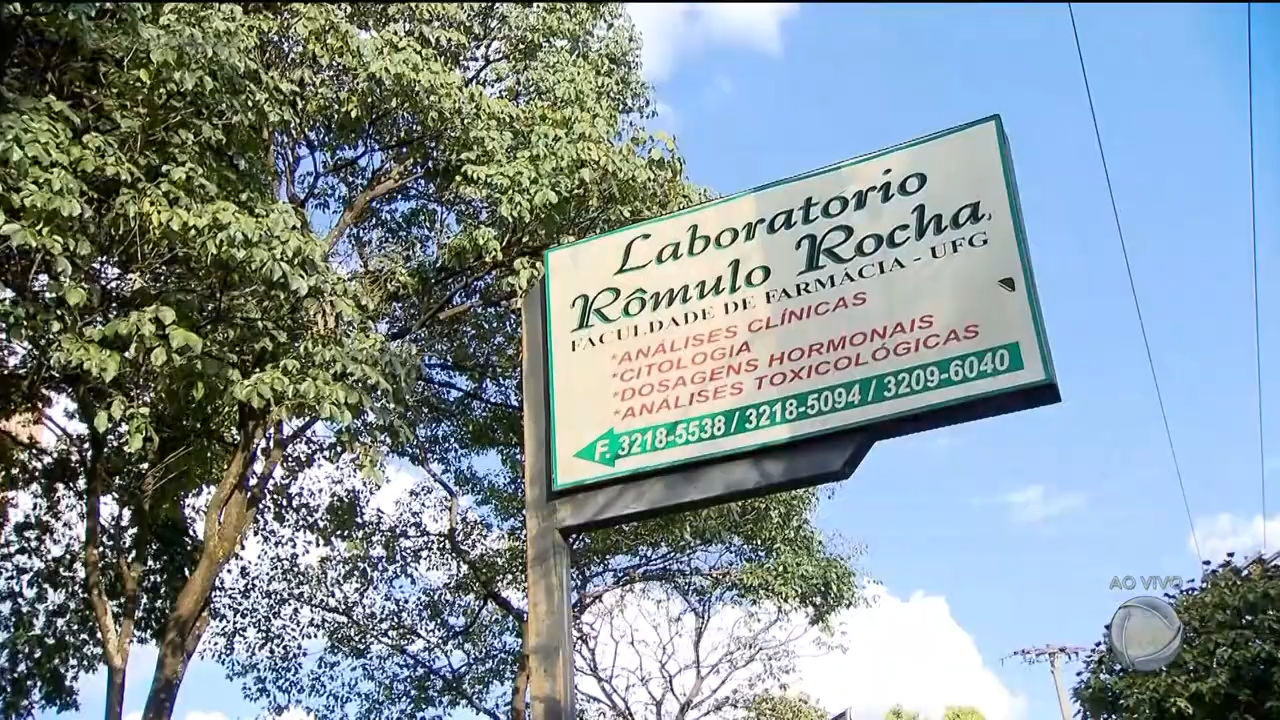 Laboratório
Rômulo Rocha
FACULDADE DE FARMÁCIA - UFG
*ANÁLISES CLÍNICAS
*CITOLOGIA
*DOSAGENS HORMONAIS
*ANÁLISES TOXICOLÓGICAS
F. 3218-5538 / 3218-5094 / 3209-6040
AO VIVO